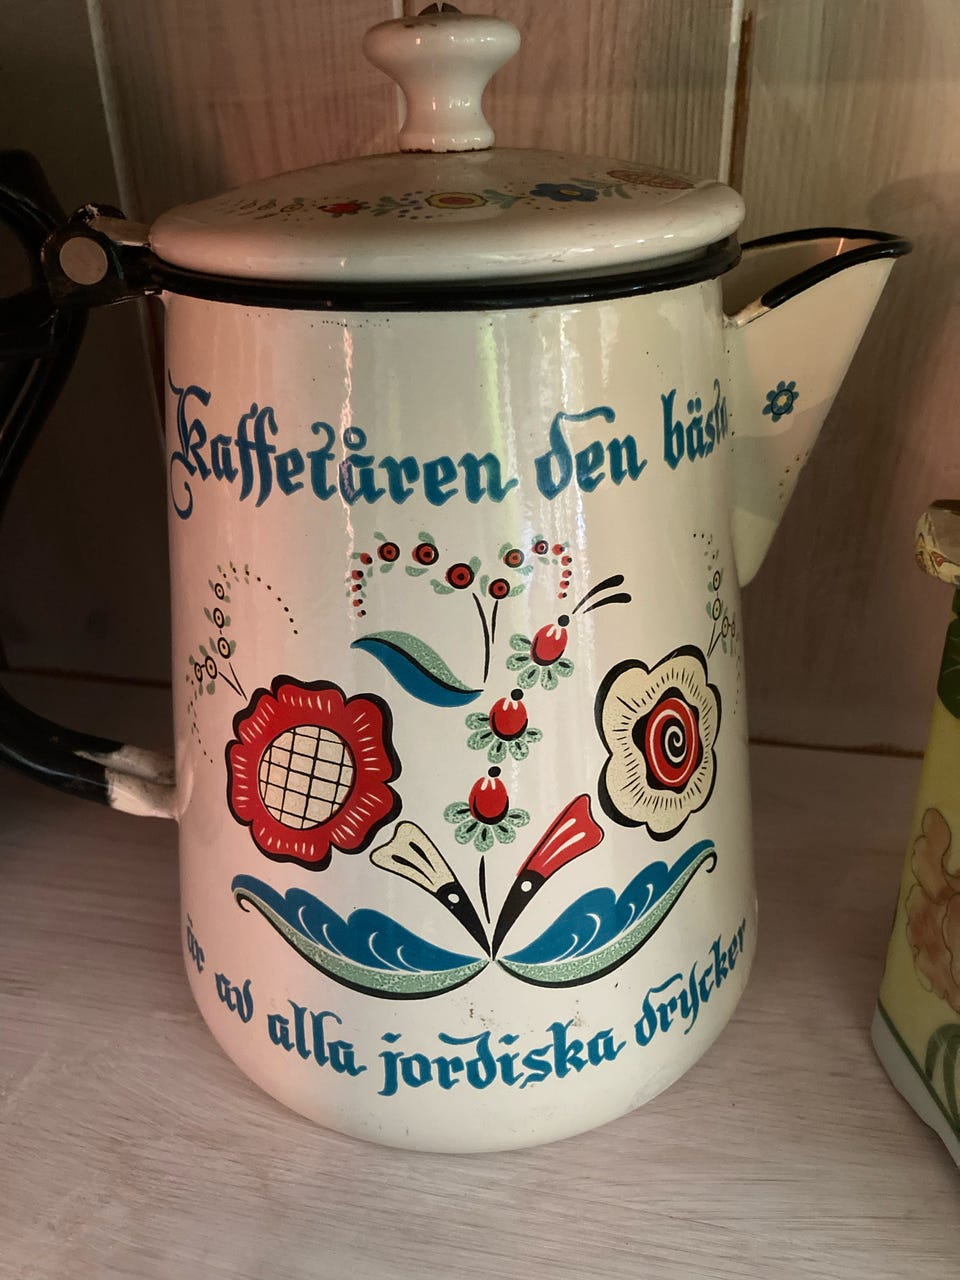 Kaffetåren den bästa
är av alla jordiska drycker